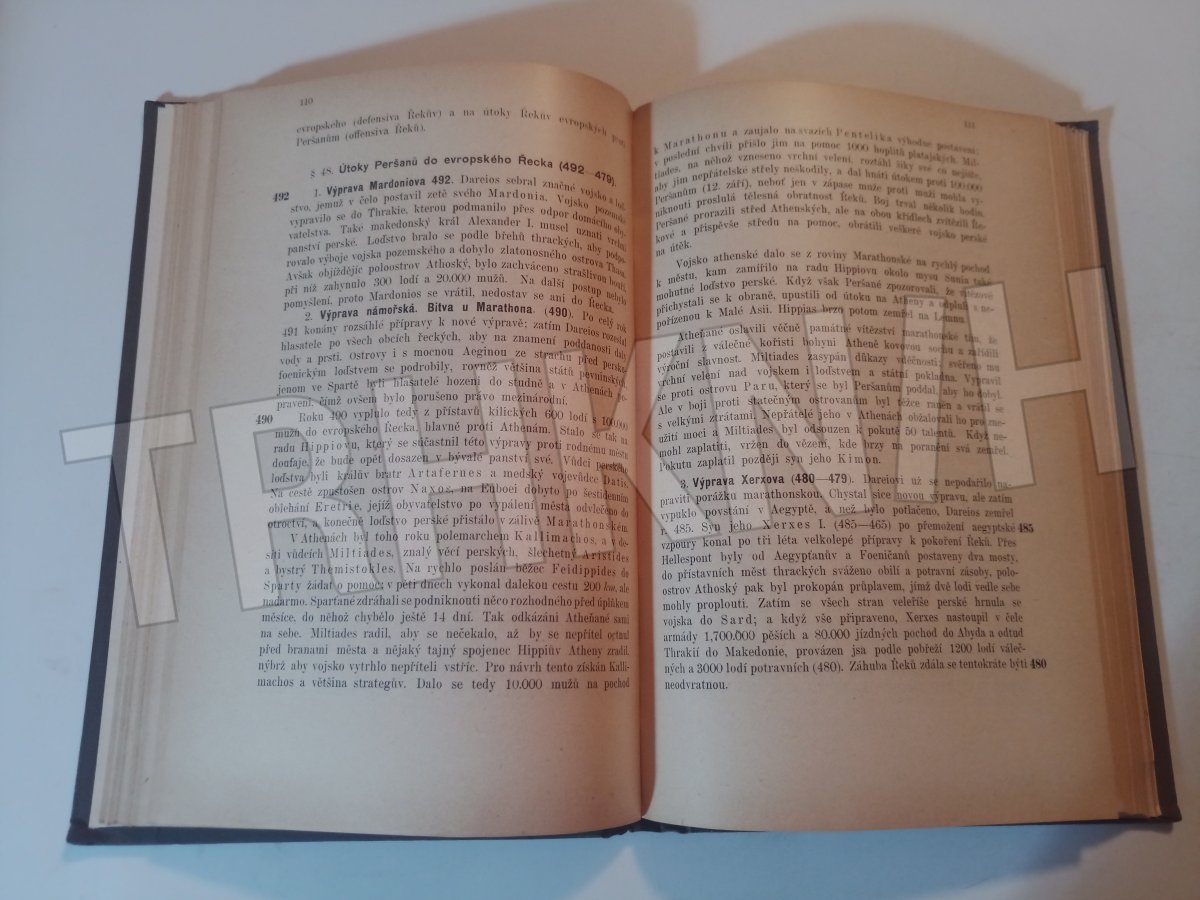 110
evropského (defensiva Řekův) a na útoky Řekův evropských proti
Peršanům (offensiva Řeků).
§ 48. Útoky Peršanů do evropského Řecka (492—479).
492
1. Výprava Mardoniova 492. Dareios sebral značné vojsko a loď-
stvo, jemuž v čelo postavil zetě svého Mardonia. Vojsko pozemské
vypravilo se do Thrakie, kterou podmanilo přes odpor domácího oby-
vatelstva. Také makedonský král Alexander I. musel uznati vrchní
panství perské. Loďstvo bralo se podle břehů thrackých, aby podpo-
rovalo výboje vojska pozemského a dobylo zlatonosného ostrova Thasu.
Avšak objíždějíc poloostrov Athoský, bylo zachváceno strašlivou bouří,
při níž zahynulo 300 lodí a 20.000 mužů. Na další postup nebylo
pomyšlení, proto Mardonios se vrátil, nedostav se ani do Řecka.
2. Výprava námořská. Bitva u Marathona. (490). Po celý rok
491 konány rozsáhlé přípravy k nové výpravě; zatím Dareios rozeslal
hlasatele po všech obcích řeckých, aby na znamení poddanosti daly
vody a prsti. Ostrovy i s mocnou Aeginou ze strachu před persko-
foenickým loďstvem se podrobily, rovněž většina států pevninských,
jenom ve Spartě byli hlasatelé hozeni do studně a v Athenách po-
praveni, čímž ovšem bylo porušeno právo mezinárodní.
490
Roku 490 vyplulo tedy z přístavů kilických 600 lodí s 100.000
mužů do evropského Řecka, hlavně proti Athenám. Stalo se tak na
radu Hippiovu, který se súčastnil této výpravy proti rodnému městu
doufaje, že bude opět dosazen v bývalé panství své. Vůdci perského
loďstva byli králův bratr Artafernes a medský vojevůdce Datis.
Na cestě zpustošen ostrov Naxos, na Euboei dobyto po šestidenním
obléhání Eretrie, jejíž obyvatelstvo po vypálení města odvlečeno do
otroctví, a konečně loďstvo perské přistálo v zálivě Marathonském.
V Athenách byl toho roku polemarchem Kallimachos, a z de-
síti vůdcích Miltiades, znalý věcí perských, šlechetný Aristides
a bystrý Themistokles. Na rychlo poslán běžec Feidippides do
Sparty žádat o pomoc; v pěti dnech vykonal dalekou cestu 200 km, ale
nadarmo. Spartané zdráhali se podniknouti něco rozhodného před úplňkem
měsíce, do něhož chybělo ještě 14 dní. Tak odkázáni Atheňané sami
na sebe. Miltiades radil, aby se nečekalo, až by se nepřítel octnul
před branami města a nějaký tajný spojenec Hippiův Atheny zradil,
nýbrž aby vojsko vytrhlo nepříteli vstříc. Pro návrh tento získán Kalli-
machos a většina strategův. Dalo se tedy 10.000 mužů na pochod
111
k Marathonu a zaujalo na svazích Pentelika výhodné postavení;
v poslední chvíli přišlo jim na pomoc 1000 hoplitů platajských. Mil-
tiades, na něhož vzneseno vrchní velení, roztáhl šiky své co nejšíře,
aby jim nepřátelské střely neškodily, a dal hnáti útokem proti 100.000
Peršanům (12. září), neboť jen v zápase muže proti muži mohla vy-
niknouti proslulá tělesná obratnost Řeků. Boj trval několik hodin.
Peršané prorazili střed Athenských, ale na obou křídlech zvítězili Ře-
kové a přispěvše středu na pomoc, obrátili veškeré vojsko perské
na útěk.
Vojsko athenské dalo se z roviny Marathonské na rychlý pochod
k městu, kam zamířilo na radu Hippiovu okolo mysu Sunia také
mohutné loďstvo perské. Když však Peršané zpozorovali, že vítězové
přichystali se k obraně, upustili od útoku na Atheny a odpluli s ne-
pořízenou k Malé Asii. Hippias brzo potom zemřel na Lemnu.
Atheňané oslavili věčně památné vítězství marathonské tím, že
postavili z válečné kořisti bohyni Atheně kovovou sochu a zařídili
výroční slavnost. Miltiades zasypán důkazy vděčnosti; svěřeno mu
vrchní velení nad vojskem i loďstvem a státní pokladna. Vypravil
se proti ostrovu Paru, který se byl Peršanům poddal, aby ho dobyl.
Ale v boji proti statečným ostrovanům byl těžce raněn a vrátil se
s velkými ztrátami. Nepřátelé jeho v Athenách obžalovali ho pro zne-
užití moci a Miltiades byl odsouzen k pokutě 50 talentů. Když ne-
mohl zaplatiti, vržen do vězení, kde brzy na poranění svá zemřel.
Pokutu zaplatil později syn jeho Kimon.
3. Výprava Xerxova (480—479). Dareiovi už se nepodařilo na-
praviti porážku marathonskou. Chystal sice novou výpravu, ale zatím
vypuklo povstání v Aegyptě, a než bylo potlačeno, Dareios zemřel
r. 485. Syn jeho Xerxes I. (485—465) po přemožení aegyptské 485
vzpoury konal po tři léta velkolepé přípravy k pokoření Řeků. Přes
Hellespont byly od Aegyptanův a Foeničanů postaveny dva mosty,
do přístavních měst thrackých sváženo obilí a potravní zásoby, polo-
ostrov Athoský pak byl prokopán průplavem, jímž dvě lodi vedle sebe
mohly proplouti. Zatím se všech stran veleříše perské hrnula se
vojska do Sard; a když vše připraveno, Xerxes nastoupil v čele
armády 1,700.000 pěších a 80.000 jízdných pochod do Abyda a odtud
Thrakií do Makedonie, provázen jsa podle pobřeží 1200 lodí váleč-
ných a 3000 lodí potravních (480). Záhuba Řeků zdála se tentokráte býti 480
neodvratnou.
TRHKNIH